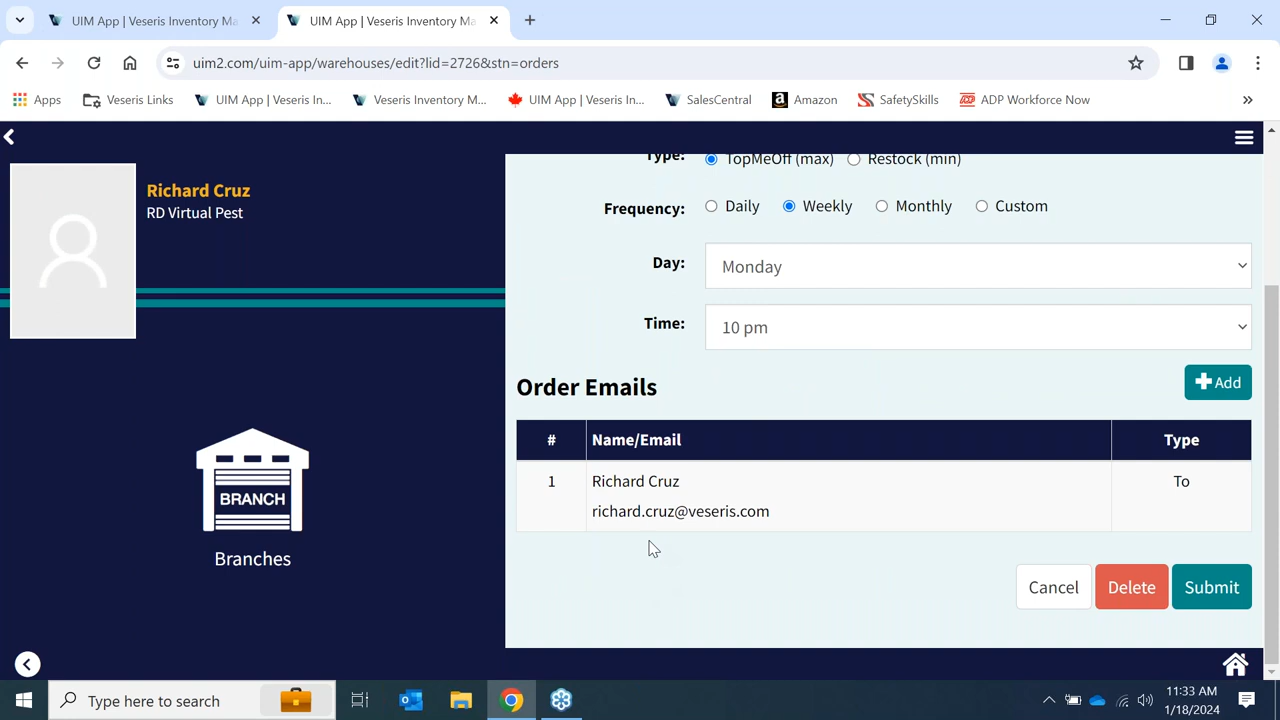 UIM App | Veseris Inventory Ma
UIM App | Veseris Inventory Ma
uim2.com/uim-app/warehouses/edit?lid=2726&stn=orders
Apps
Veseris Links
UIM App | Veseris In...
Veseris Inventory M...
UIM App | Veseris In...
SalesCentral
Amazon
SafetySkills
ADP Workforce Now
Richard Cruz
RD Virtual Pest
BRANCH
Branches
Type: TopMeOff (max) Restock (min)
Frequency: Daily Weekly Monthly Custom
Day: Monday
Time: 10 pm
Order Emails
Add
# Name/Email Type
1 Richard Cruz To
richard.cruz@veseris.com
Cancel Delete Submit
Type here to search
11:33 AM
1/18/2024